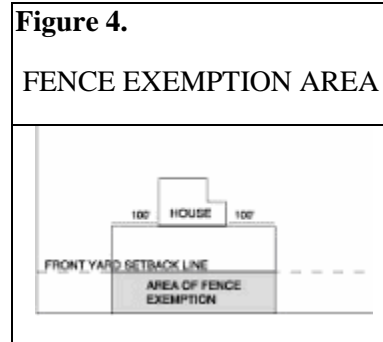 Figure 4.
FENCE EXEMPTION AREA
100' HOUSE 100'
FRONT YARD SETBACK LINE
AREA OF FENCE
EXEMPTION